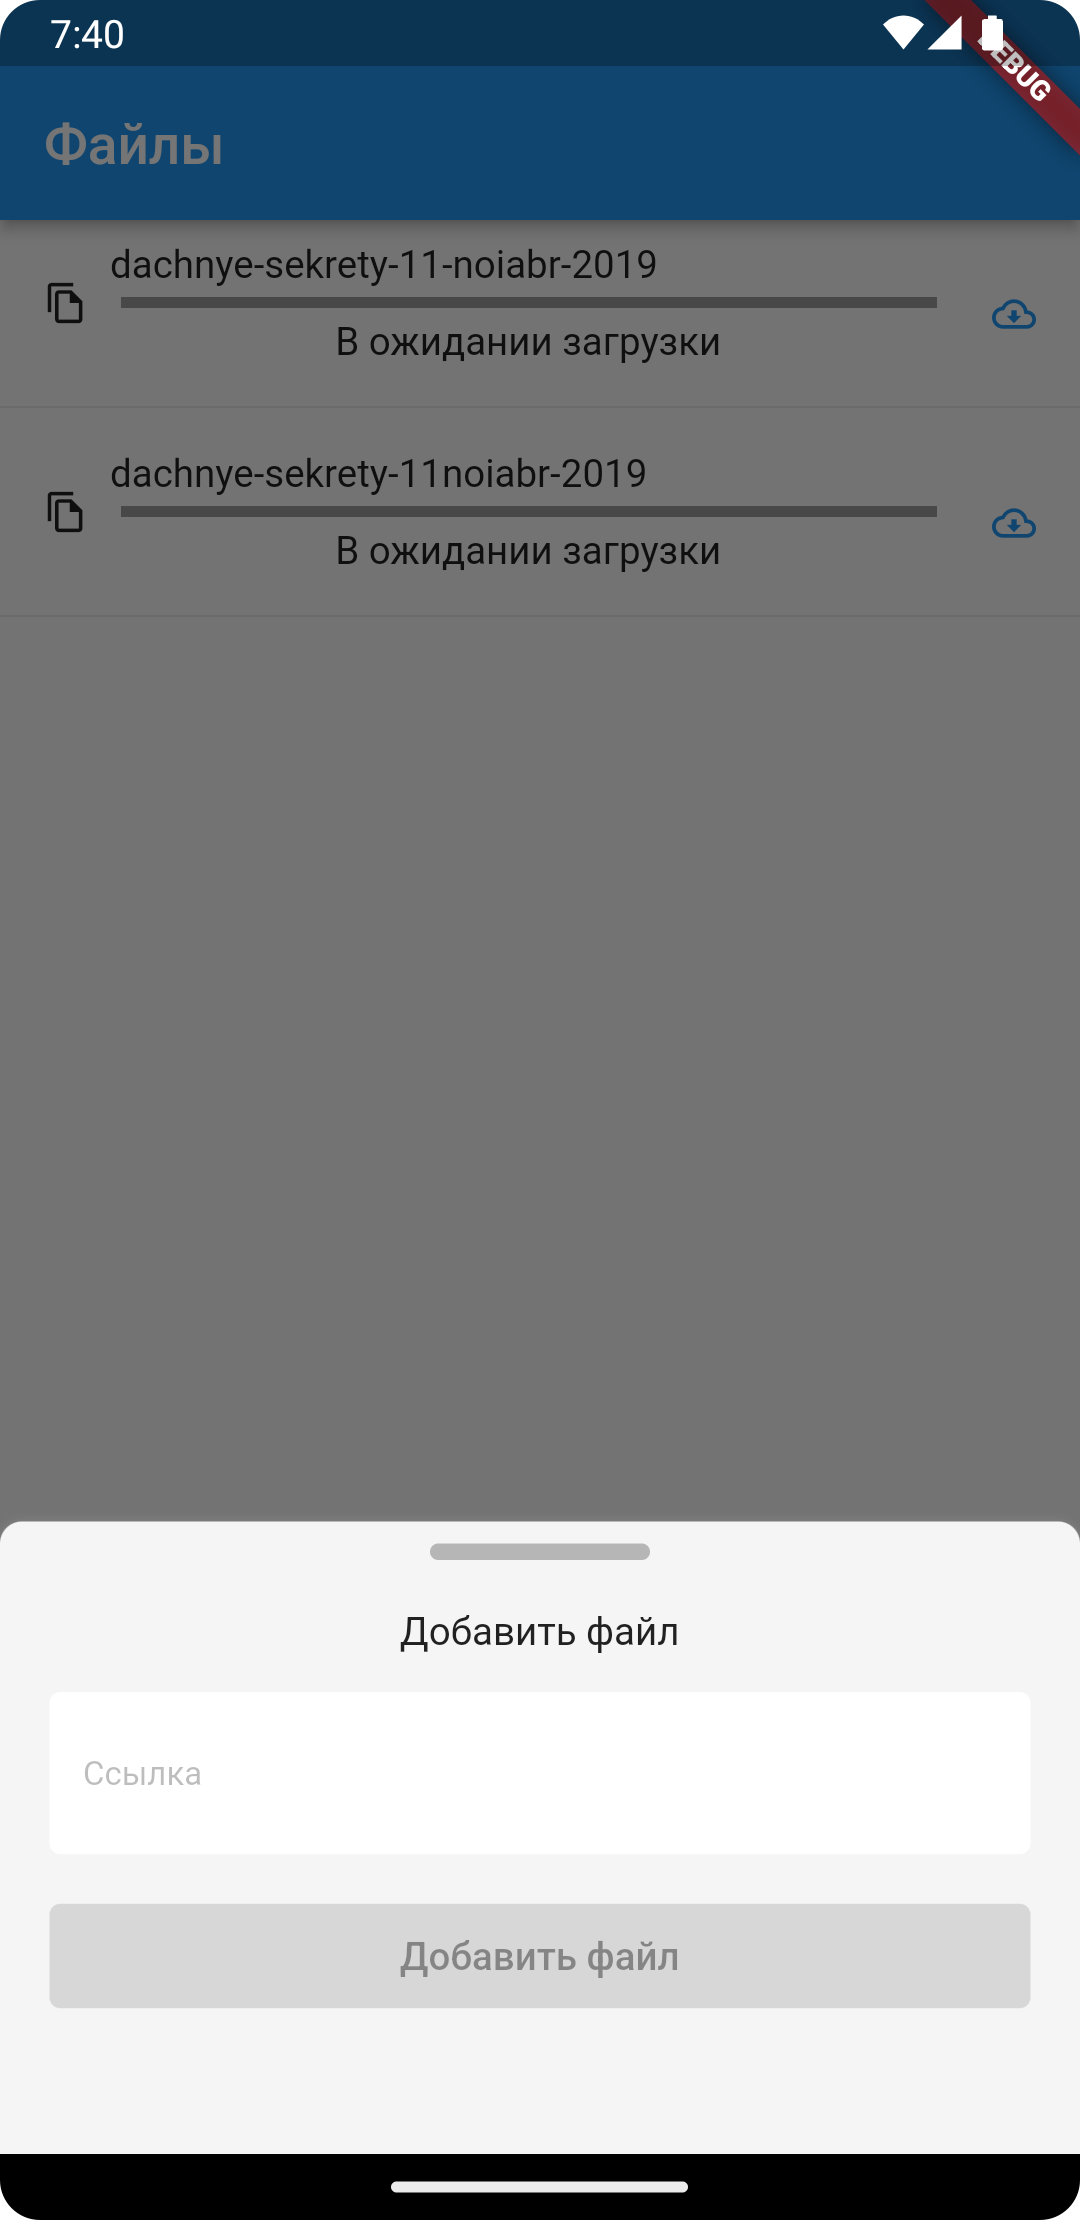 7:40
DEBUG
Файлы
dachnye-sekrety-11-noiabr-2019
В ожидании загрузки
dachnye-sekrety-11noiabr-2019
В ожидании загрузки
Добавить файл
Ссылка
Добавить файл